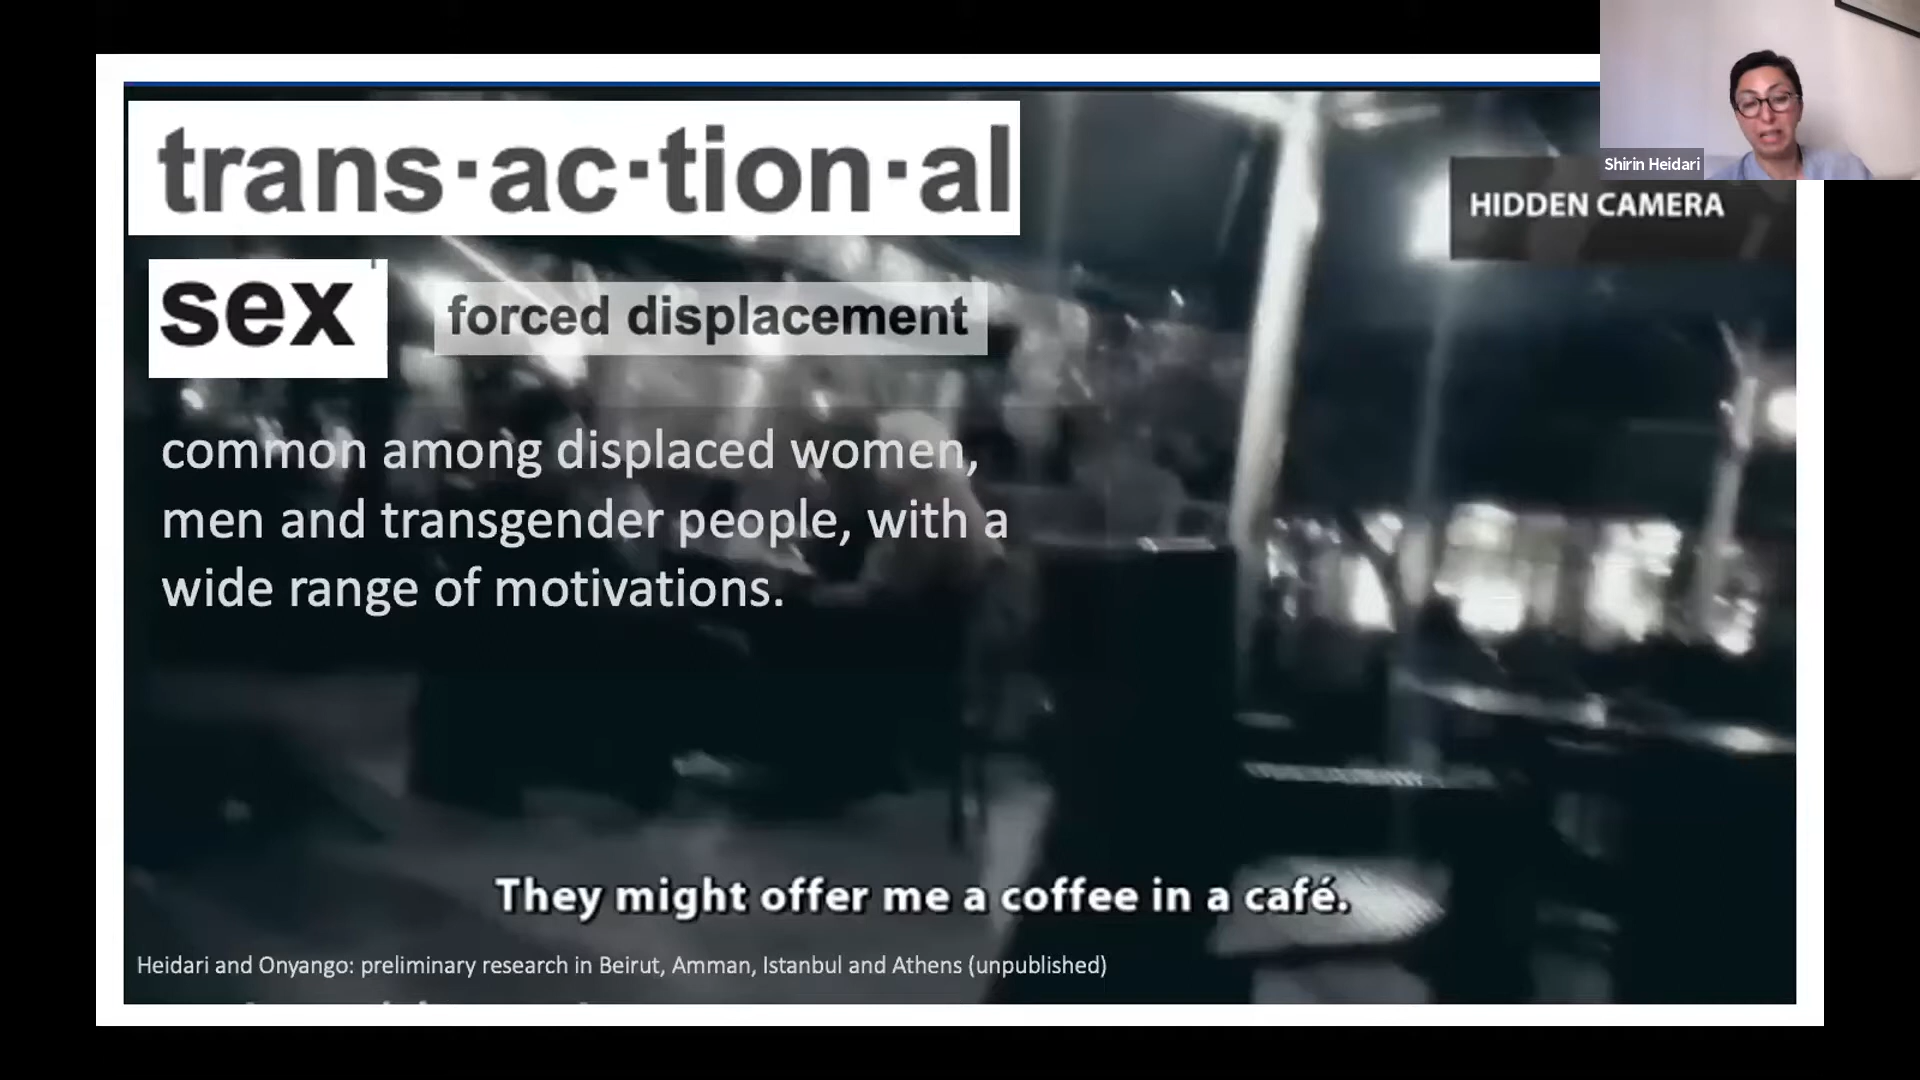 trans·ac·tion·al
Shirin Heidari
HIDDEN CAMERA
sex
forced displacement
common among displaced women,
men and transgender people, with a
wide range of motivations.
They might offer me a coffee in a café.
Heidari and Onyango: preliminary research in Beirut, Amman, Istanbul and Athens (unpublished)